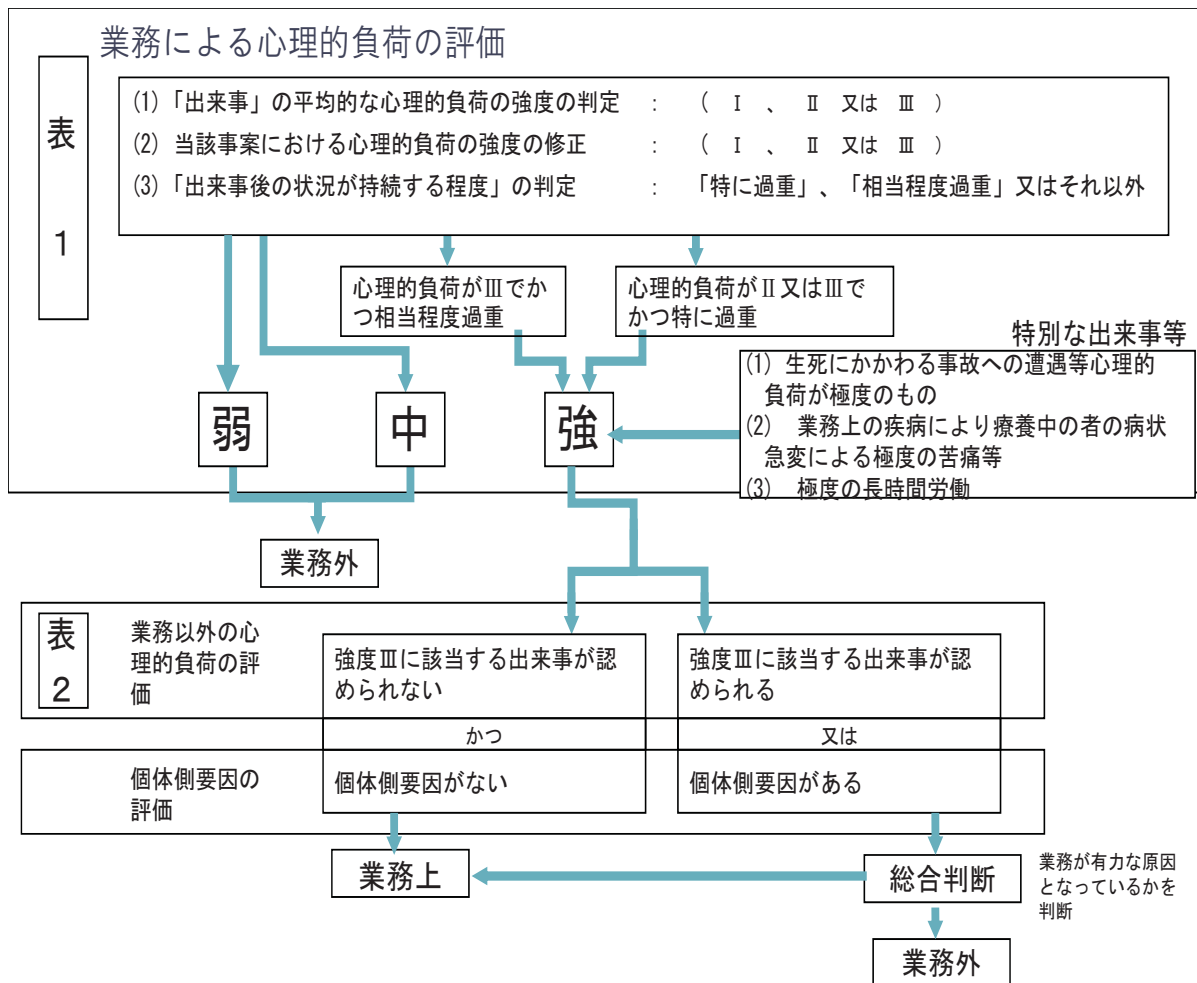 業務による心理的負荷の評価
表
1
(1)「出来事」の平均的な心理的負荷の強度の判定 : ( Ⅰ 、 Ⅱ 又は Ⅲ )
(2) 当該事案における心理的負荷の強度の修正 : ( Ⅰ 、 Ⅱ 又は Ⅲ )
(3)「出来事後の状況が持続する程度」の判定 : 「特に過重」、「相当程度過重」又はそれ以外
心理的負荷がⅢでか
つ相当程度過重
心理的負荷がⅡ又はⅢで
かつ特に過重
特別な出来事等
(1) 生死にかかわる事故への遭遇等心理的
負荷が極度のもの
(2) 業務上の疾病により療養中の者の病状
急変による極度の苦痛等
(3) 極度の長時間労働
弱
中
強
業務外
表
2
業務以外の心
理的負荷の評
価
強度Ⅲに該当する出来事が認
められない
強度Ⅲに該当する出来事が認
められる
かつ
又は
個体側要因の
評価
個体側要因がない
個体側要因がある
業務上
総合判断
業務が有力な原因
となっているかを
判断
業務外